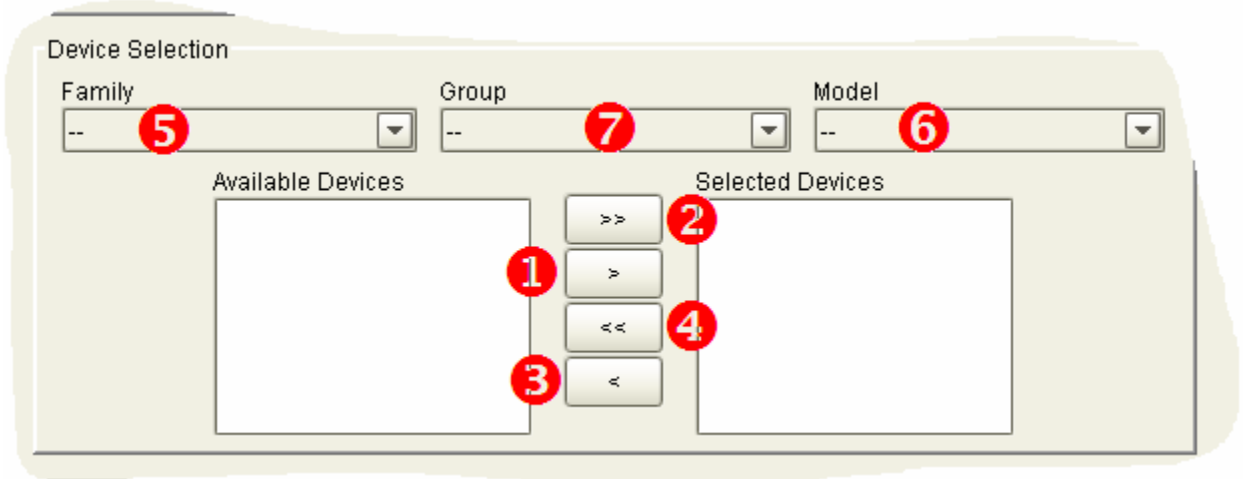 Device Selection
Family Group Model
-- 5 -- 7 -- 6
Available Devices Selected Devices
>> 2
1 >
<< 4
3 <